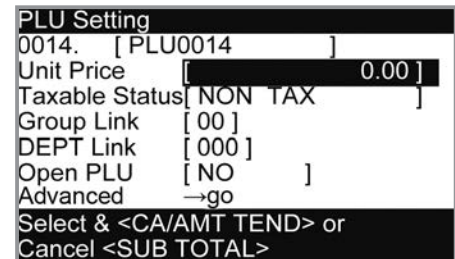 PLU Setting
0014. [ PLU0014 ]
Unit Price [ 0.00 ]
Taxable Status[ NON TAX ]
Group Link [ 00 ]
DEPT Link [ 000 ]
Open PLU [ NO ]
Advanced →go
Select & <CA/AMT TEND> or
Cancel <SUB TOTAL>